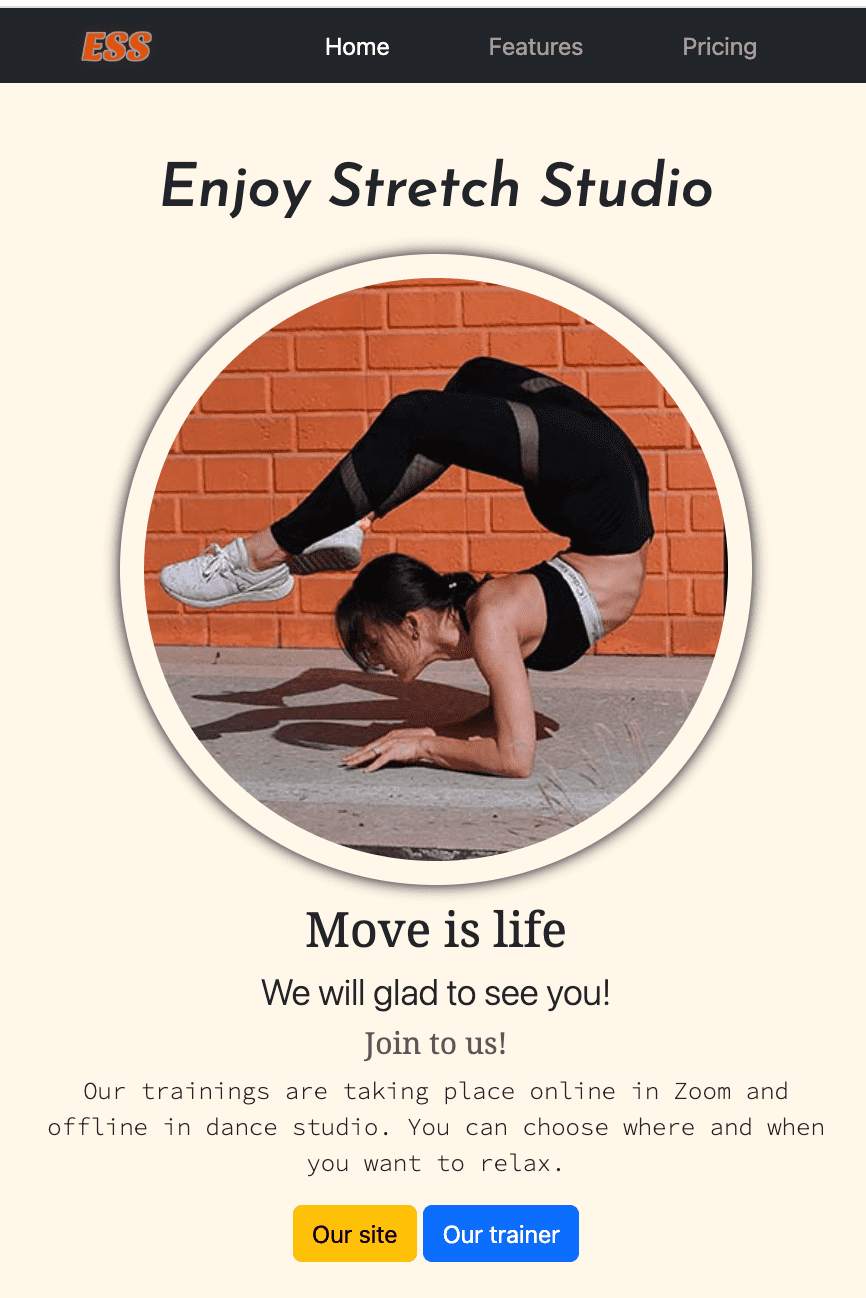 ESS Home Features Pricing
Enjoy Stretch Studio
Move is life
We will glad to see you!
Join to us!
Our trainings are taking place online in Zoom and
offline in dance studio. You can choose where and when
you want to relax.
Our site Our trainer